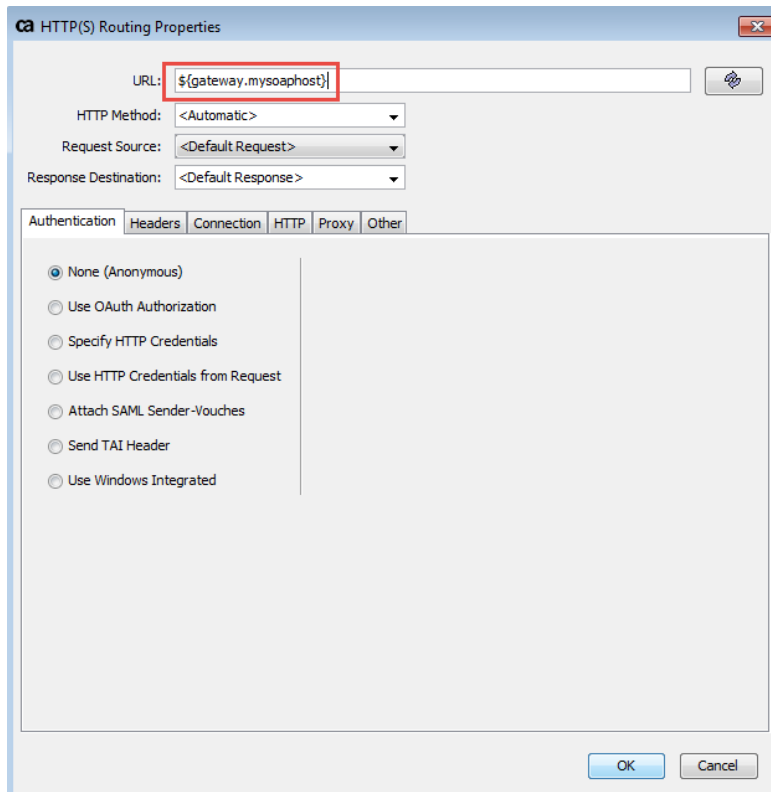 ca HTTP(S) Routing Properties
URL: ${gateway.mysoaphost}
HTTP Method: <Automatic>
Request Source: <Default Request>
Response Destination: <Default Response>
Authentication Headers Connection HTTP Proxy Other
None (Anonymous)
Use OAuth Authorization
Specify HTTP Credentials
Use HTTP Credentials from Request
Attach SAML Sender-Vouches
Send TAI Header
Use Windows Integrated
OK Cancel